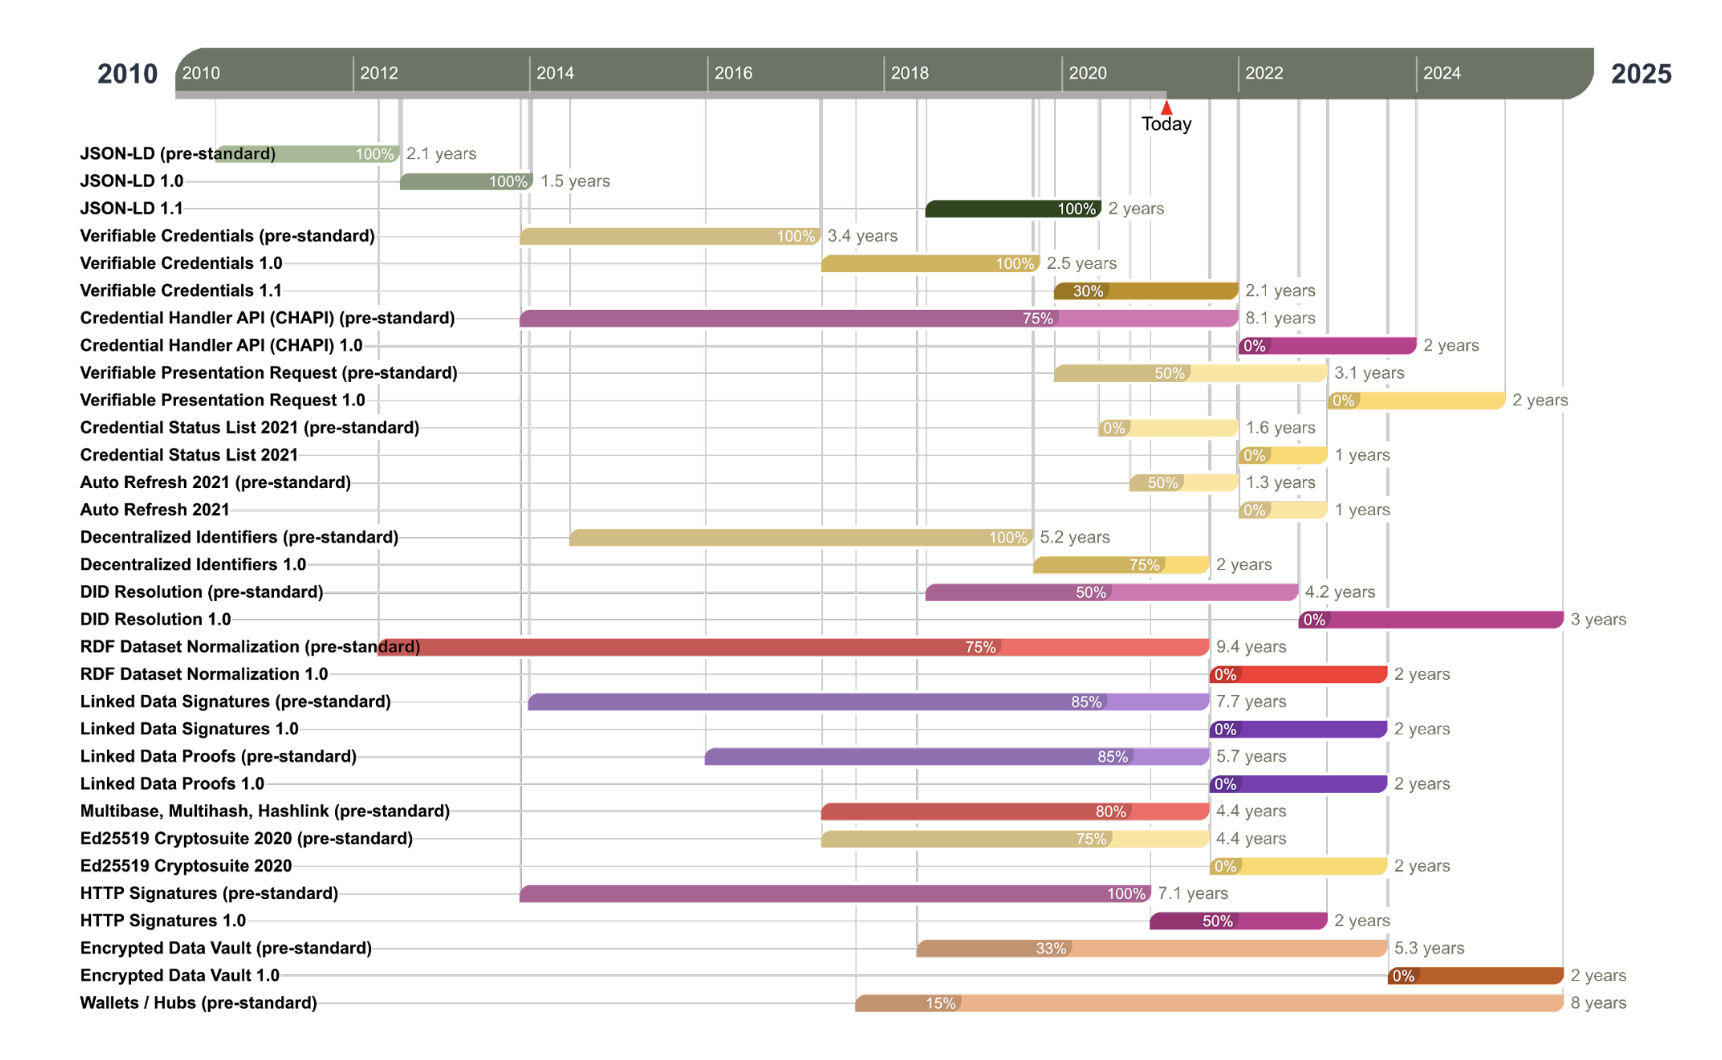 2010 2010 2012 2014 2016 2018 2020 2022 2024 2025
Today
JSON-LD (pre-standard) 100% 2.1 years
JSON-LD 1.0 100% 1.5 years
JSON-LD 1.1 100% 2 years
Verifiable Credentials (pre-standard) 100% 3.4 years
Verifiable Credentials 1.0 100% 2.5 years
Verifiable Credentials 1.1 30% 2.1 years
Credential Handler API (CHAPI) (pre-standard) 75% 8.1 years
Credential Handler API (CHAPI) 1.0 0% 2 years
Verifiable Presentation Request (pre-standard) 50% 3.1 years
Verifiable Presentation Request 1.0 0% 2 years
Credential Status List 2021 (pre-standard) 0% 1.6 years
Credential Status List 2021 0% 1 years
Auto Refresh 2021 (pre-standard) 50% 1.3 years
Auto Refresh 2021 0% 1 years
Decentralized Identifiers (pre-standard) 100% 5.2 years
Decentralized Identifiers 1.0 75% 2 years
DID Resolution (pre-standard) 50% 4.2 years
DID Resolution 1.0 0% 3 years
RDF Dataset Normalization (pre-standard) 75% 9.4 years
RDF Dataset Normalization 1.0 0% 2 years
Linked Data Signatures (pre-standard) 85% 7.7 years
Linked Data Signatures 1.0 0% 2 years
Linked Data Proofs (pre-standard) 85% 5.7 years
Linked Data Proofs 1.0 0% 2 years
Multibase, Multihash, Hashlink (pre-standard) 80% 4.4 years
Ed25519 Cryptosuite 2020 (pre-standard) 75% 4.4 years
Ed25519 Cryptosuite 2020 0% 2 years
HTTP Signatures (pre-standard) 100% 7.1 years
HTTP Signatures 1.0 50% 2 years
Encrypted Data Vault (pre-standard) 33% 5.3 years
Encrypted Data Vault 1.0 0% 2 years
Wallets / Hubs (pre-standard) 15% 8 years